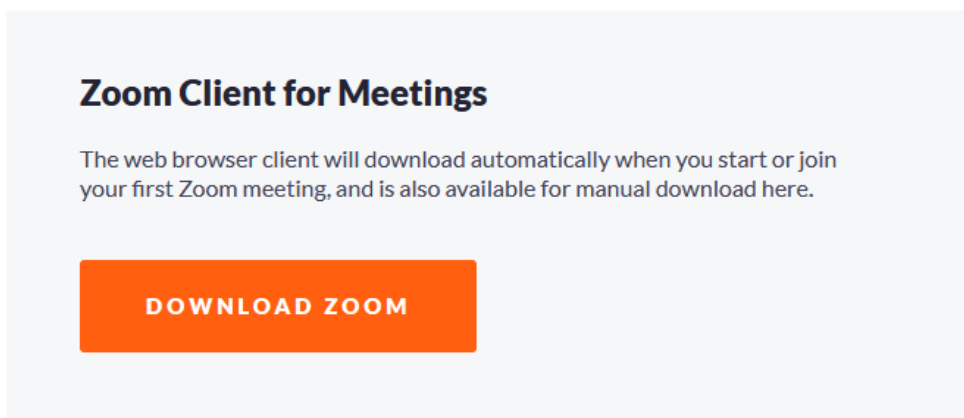 Zoom Client for Meetings
The web browser client will download automatically when you start or join
your first Zoom meeting, and is also available for manual download here.
DOWNLOAD ZOOM